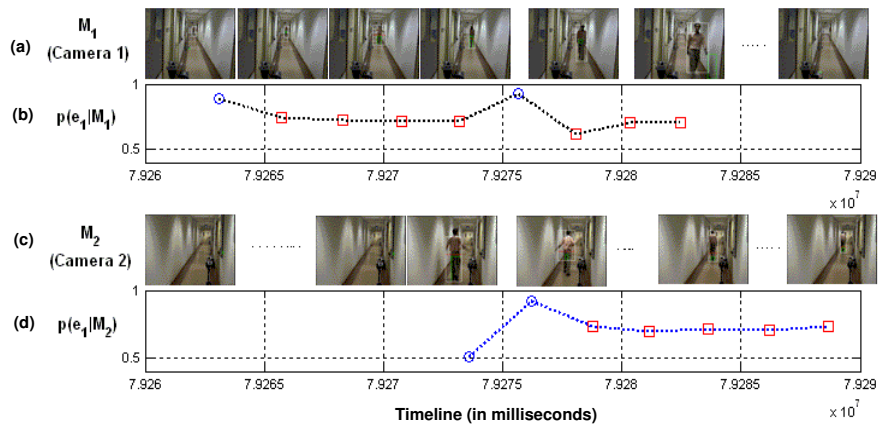 (a) M1 (Camera 1) .....
(b) p(e1|M1)
1
0.5
7.926 7.9265 7.927 7.9275 7.928 7.9285 7.929
x 10^7
(c) M2 (Camera 2) ......... .... .....
(d) p(e1|M2)
1
0.5
7.926 7.9265 7.927 7.9275 7.928 7.9285 7.929
Timeline (in milliseconds)
x 10^7